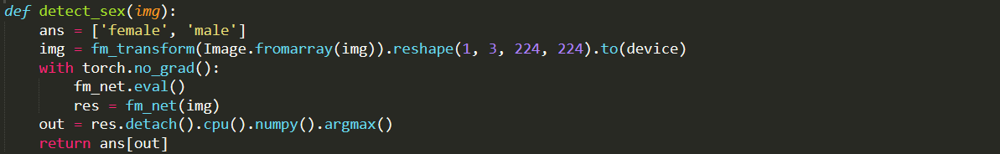 def detect_sex(img):
    ans = ['female', 'male']
    img = fm_transform(Image.fromarray(img)).reshape(1, 3, 224, 224).to(device)
    with torch.no_grad():
        fm_net.eval()
        res = fm_net(img)
    out = res.detach().cpu().numpy().argmax()
    return ans[out]